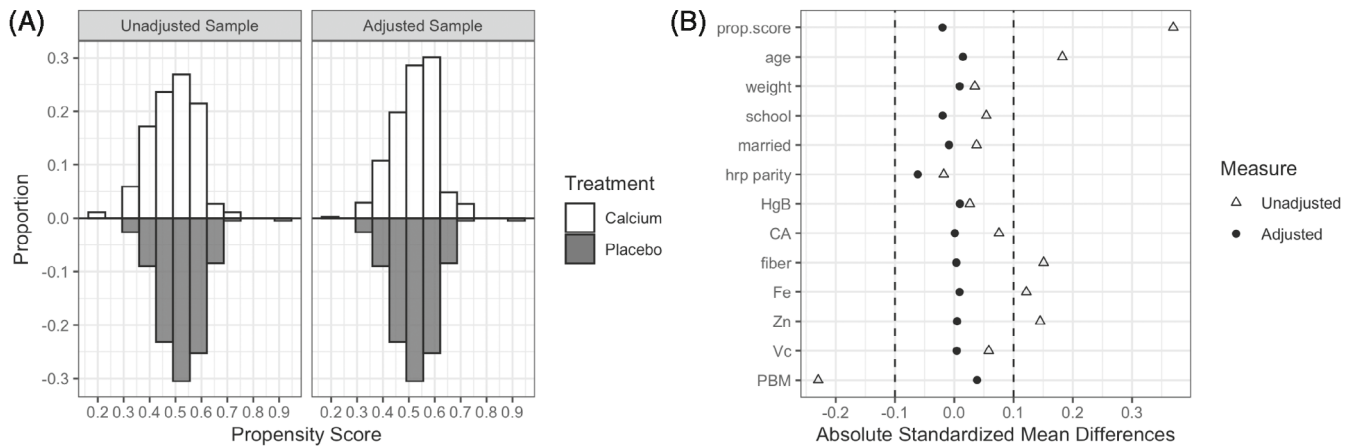 (A)
Unadjusted Sample Adjusted Sample
0.3
0.2
0.1
0.0
-0.1
-0.2
-0.3
Proportion
0.2 0.3 0.4 0.5 0.6 0.7 0.8 0.9 0.2 0.3 0.4 0.5 0.6 0.7 0.8 0.9
Propensity Score
Treatment
Calcium
Placebo
(B)
prop.score
age
weight
school
married
hrp parity
HgB
CA
fiber
Fe
Zn
Vc
PBM
-0.2 -0.1 0.0 0.1 0.2 0.3
Absolute Standardized Mean Differences
Measure
Unadjusted
Adjusted